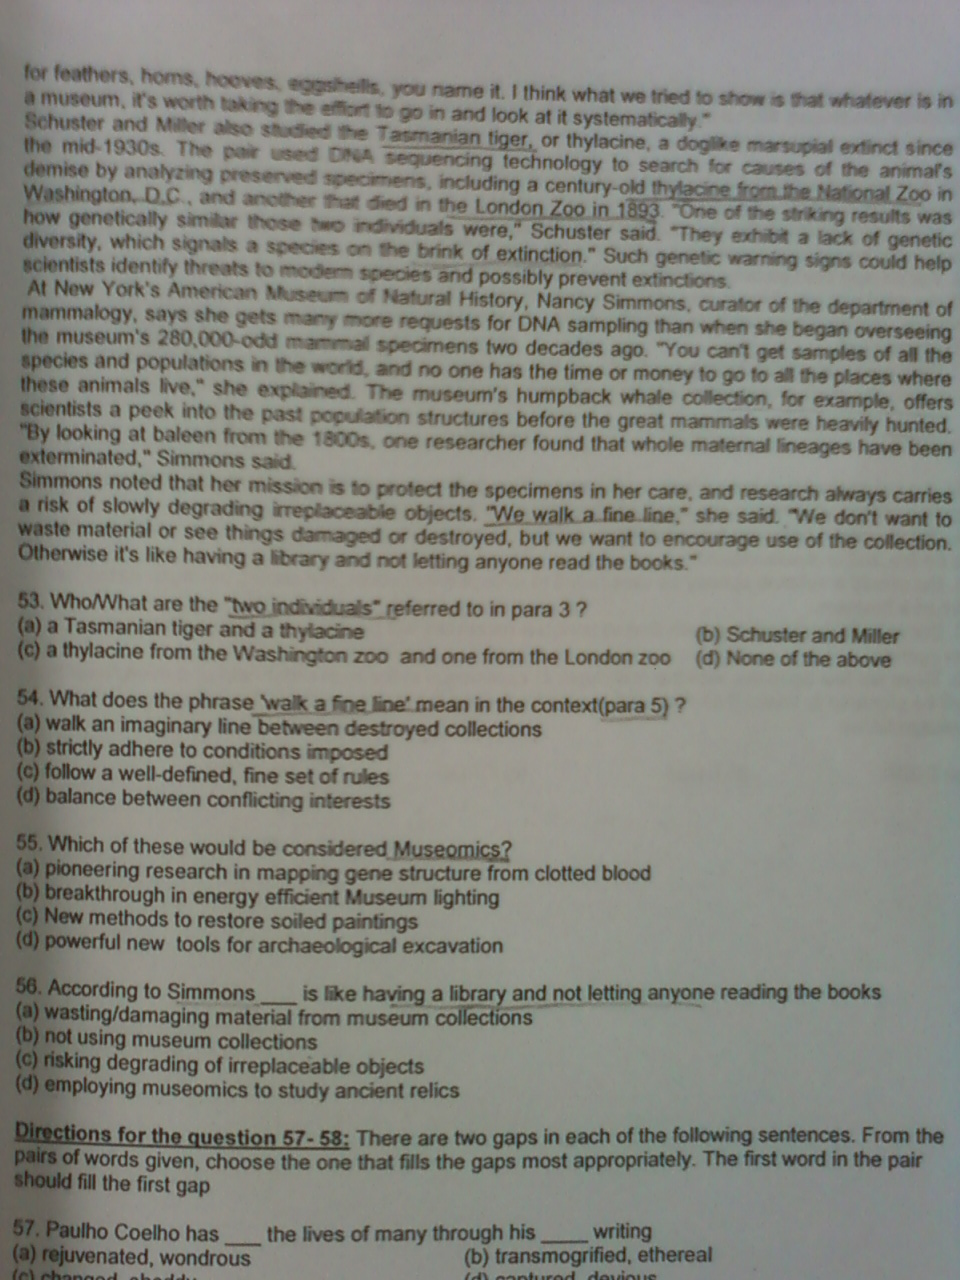 for feathers, horns, hooves, eggshells, you name it. I think what we tried to show is that whatever is in
a museum, it's worth taking the effort to go in and look at it systematically."
Schuster and Miller also studied the Tasmanian tiger, or thylacine, a doglike marsupial extinct since
the mid-1930s. The pair used DNA sequencing technology to search for causes of the animal's
demise by analyzing preserved specimens, including a century-old thylacine from the National Zoo in
Washington, D.C., and another that died in the London Zoo in 1893. "One of the striking results was
how genetically similar those two individuals were," Schuster said. "They exhibit a lack of genetic
diversity, which signals a species on the brink of extinction." Such genetic warning signs could help
scientists identify threats to modern species and possibly prevent extinctions.
At New York's American Museum of Natural History, Nancy Simmons, curator of the department of
mammalogy, says she gets many more requests for DNA sampling than when she began overseeing
the museum's 280,000-odd mammal specimens two decades ago. "You can't get samples of all the
species and populations in the world, and no one has the time or money to go to all the places where
these animals live," she explained. The museum's humpback whale collection, for example, offers
scientists a peek into the past population structures before the great mammals were heavily hunted.
"By looking at baleen from the 1800s, one researcher found that whole maternal lineages have been
exterminated," Simmons said.
Simmons noted that her mission is to protect the specimens in her care, and research always carries
a risk of slowly degrading irreplaceable objects. "We walk a fine line," she said. "We don't want to
waste material or see things damaged or destroyed, but we want to encourage use of the collection.
Otherwise it's like having a library and not letting anyone read the books."
53. Who/What are the "two individuals" referred to in para 3 ?
(a) a Tasmanian tiger and a thylacine (b) Schuster and Miller
(c) a thylacine from the Washington zoo and one from the London zoo (d) None of the above
54. What does the phrase 'walk a fine line' mean in the context(para 5) ?
(a) walk an imaginary line between destroyed collections
(b) strictly adhere to conditions imposed
(c) follow a well-defined, fine set of rules
(d) balance between conflicting interests
55. Which of these would be considered Museomics?
(a) pioneering research in mapping gene structure from clotted blood
(b) breakthrough in energy efficient Museum lighting
(c) New methods to restore soiled paintings
(d) powerful new tools for archaeological excavation
56. According to Simmons ____ is like having a library and not letting anyone reading the books
(a) wasting/damaging material from museum collections
(b) not using museum collections
(c) risking degrading of irreplaceable objects
(d) employing museomics to study ancient relics
Directions for the question 57- 58: There are two gaps in each of the following sentences. From the
pairs of words given, choose the one that fills the gaps most appropriately. The first word in the pair
should fill the first gap
57. Paulho Coelho has ____ the lives of many through his _____ writing
(a) rejuvenated, wondrous (b) transmogrified, ethereal
(c) changed, shoddy (d) captured, devious